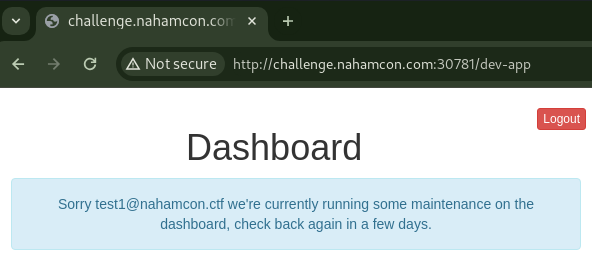 challenge.nahamcon.com
Not secure
http://challenge.nahamcon.com:30781/dev-app
Logout
Dashboard
Sorry test1@nahamcon.ctf we're currently running some maintenance on the
dashboard, check back again in a few days.